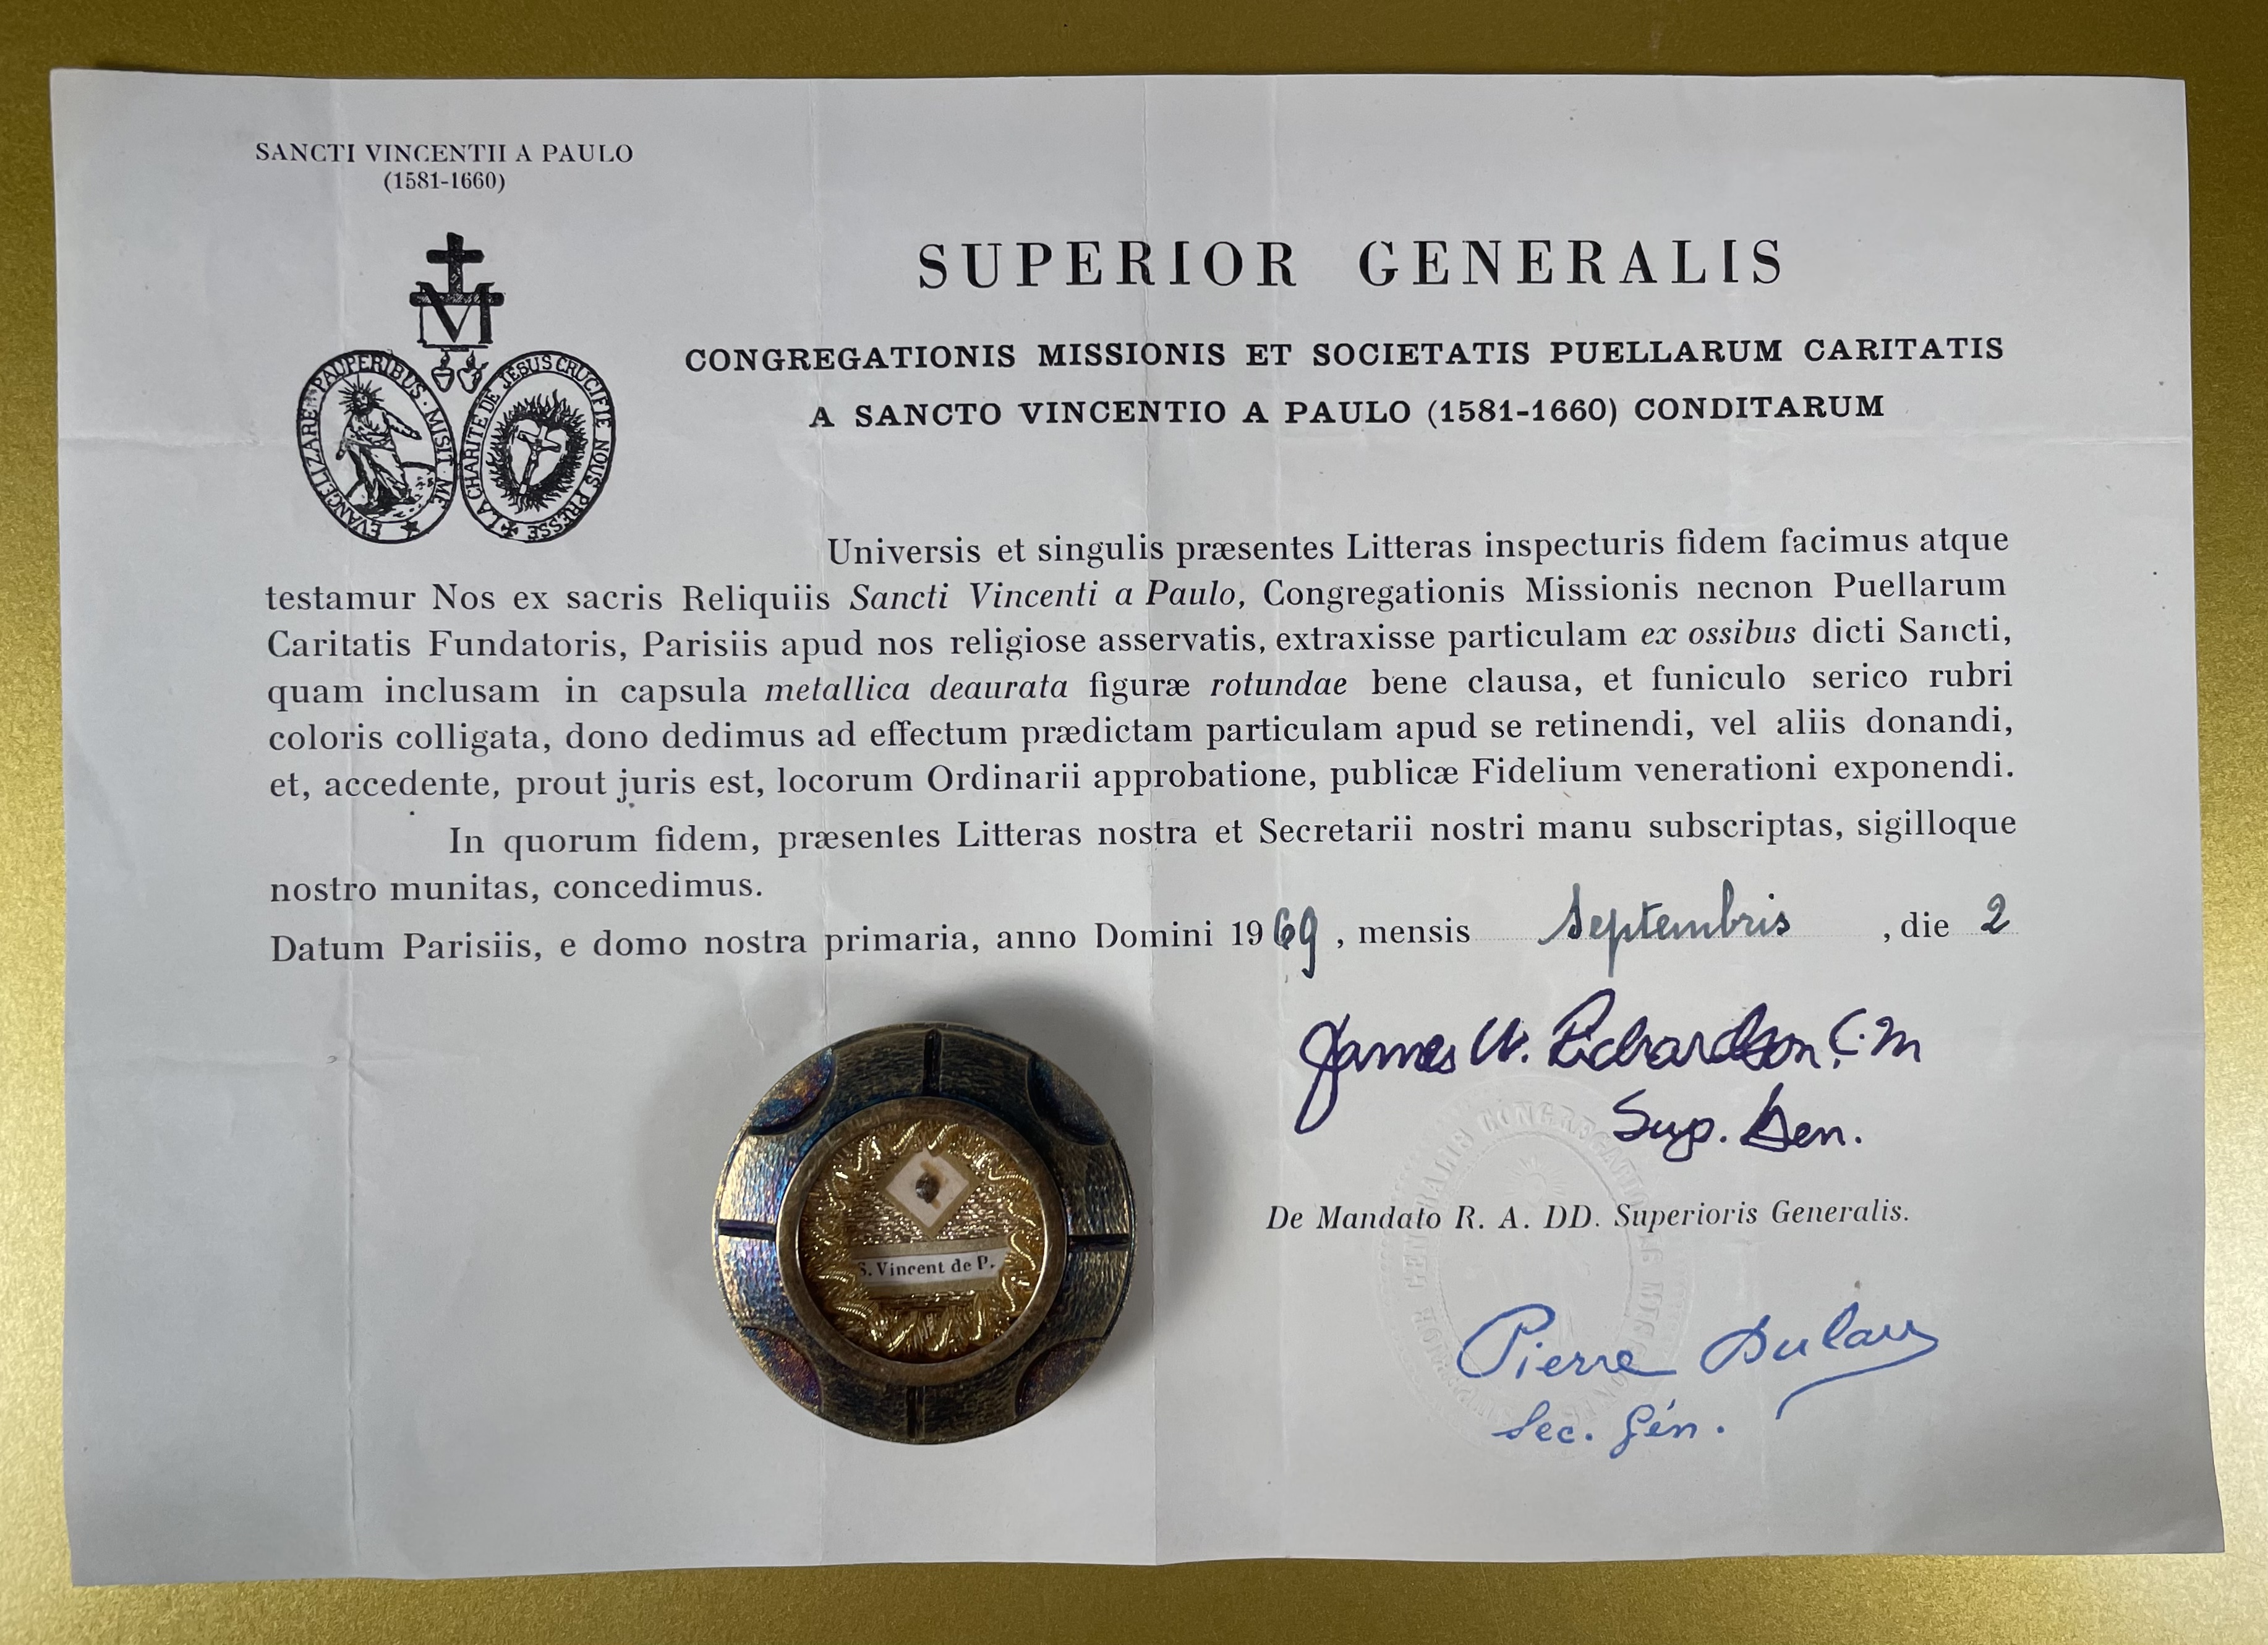 SANCTI VINCENTII A PAULO
(1581-1660)
M
EVANGELIZARE PAUPERIBUS · MISIT · ME
LA CHARITE DE JESUS CRUCIFIE NOUS PRESSE
SUPERIOR GENERALIS
CONGREGATIONIS MISSIONIS ET SOCIETATIS PUELLARUM CARITATIS
A SANCTO VINCENTIO A PAULO (1581-1660) CONDITARUM
Universis et singulis præsentes Litteras inspecturis fidem facimus atque
testamur Nos ex sacris Reliquiis Sancti Vincenti a Paulo, Congregationis Missionis necnon Puellarum
Caritatis Fundatoris, Parisiis apud nos religiose asservatis, extraxisse particulam ex ossibus dicti Sancti,
quam inclusam in capsula metallica deaurata figuræ rotundae bene clausa, et funiculo serico rubri
coloris colligata, dono dedimus ad effectum prædictam particulam apud se retinendi, vel aliis donandi,
et, accedente, prout juris est, locorum Ordinarii approbatione, publicæ Fidelium venerationi exponendi.
In quorum fidem, præsentes Litteras nostra et Secretarii nostri manu subscriptas, sigilloque
nostro munitas, concedimus.
Datum Parisiis, e domo nostra primaria, anno Domini 1969, mensis Septembris, die 2
James W. Richardson, C.M
Sup. Gen.
De Mandato R. A. DD. Superioris Generalis.
Pierre Dulau
Sec. Gén.
S. Vincent de P.